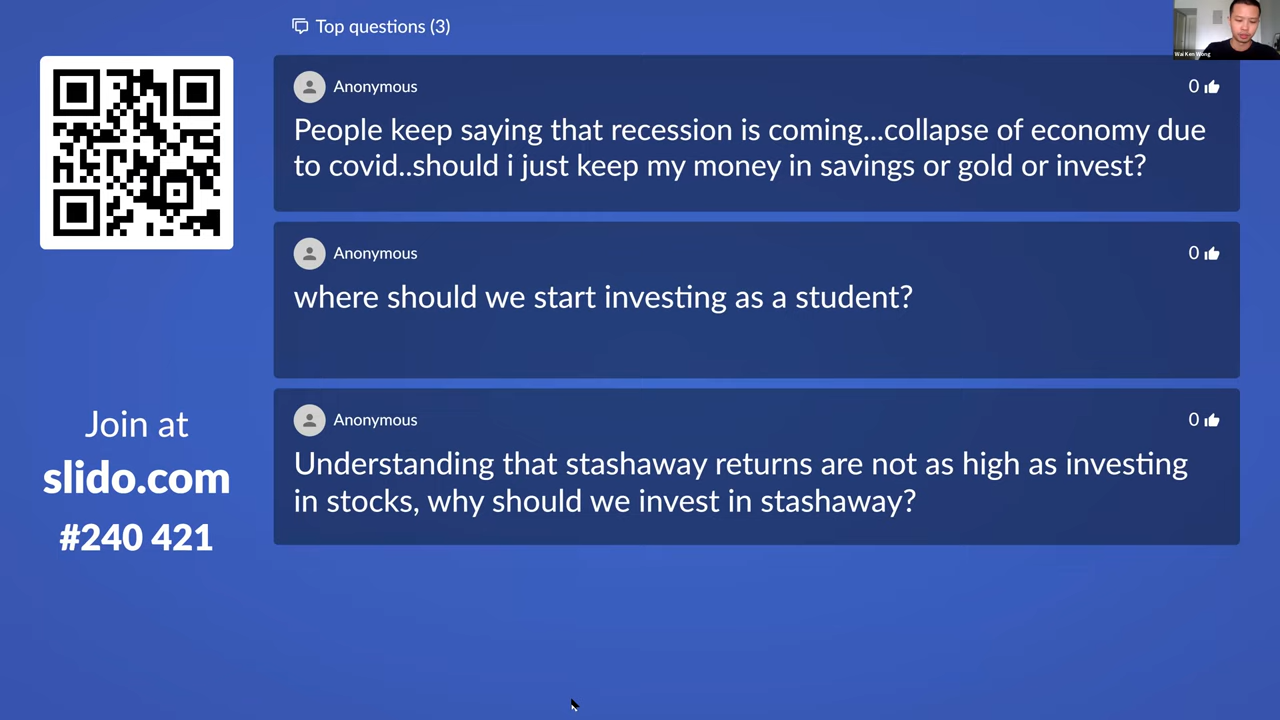 Top questions (3)
Wai Ken Wong
Anonymous
0
People keep saying that recession is coming...collapse of economy due
to covid..should i just keep my money in savings or gold or invest?
Anonymous
0
where should we start investing as a student?
Anonymous
0
Understanding that stashaway returns are not as high as investing
in stocks, why should we invest in stashaway?
Join at
slido.com
#240 421